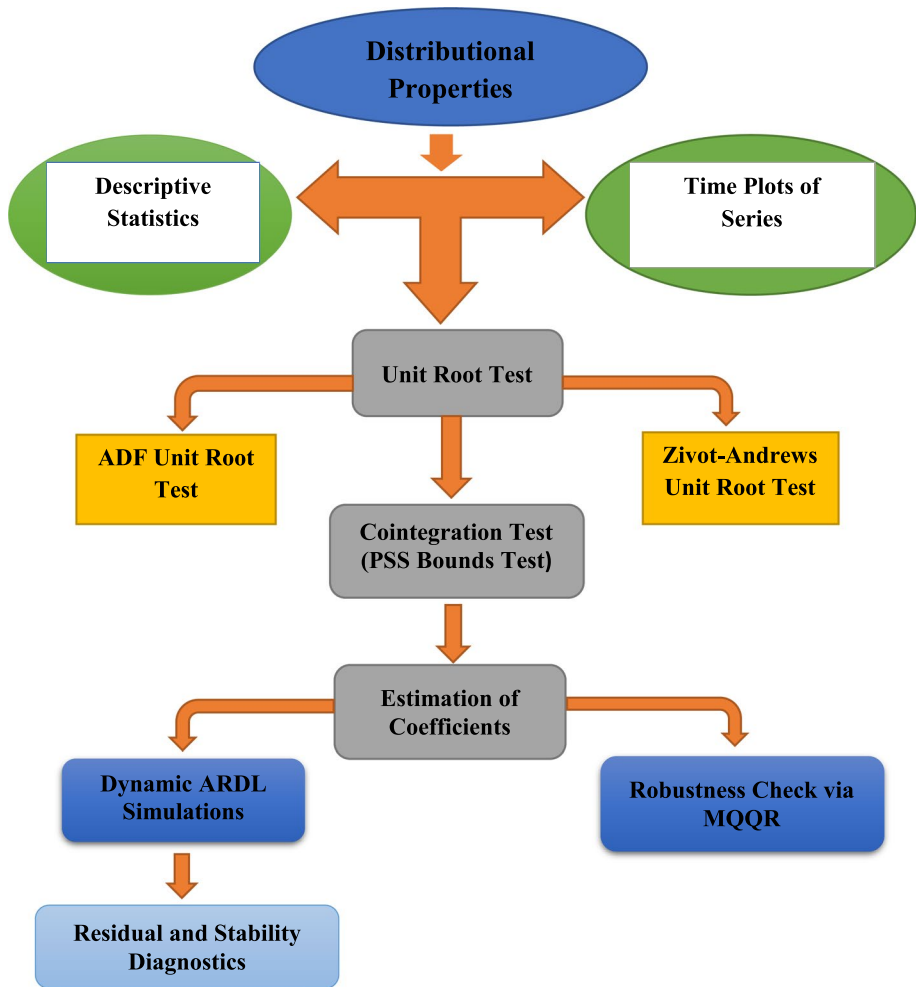 Distributional
Properties
Descriptive
Statistics
Time Plots of
Series
Unit Root Test
ADF Unit Root
Test
Zivot-Andrews
Unit Root Test
Cointegration Test
(PSS Bounds Test)
Estimation of
Coefficients
Dynamic ARDL
Simulations
Robustness Check via
MQQR
Residual and Stability
Diagnostics